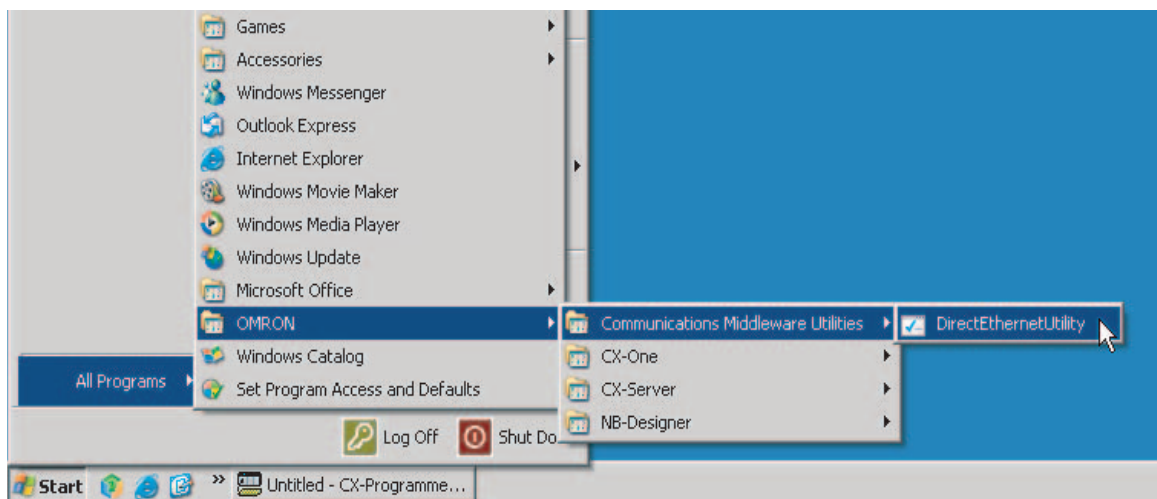 Games
Accessories
Windows Messenger
Outlook Express
Internet Explorer
Windows Movie Maker
Windows Media Player
Windows Update
Microsoft Office
OMRON
Windows Catalog
Set Program Access and Defaults
Communications Middleware Utilities
CX-One
CX-Server
NB-Designer
DirectEthernetUtility
All Programs
Log Off
Shut Do
Start
»
Untitled - CX-Programme...